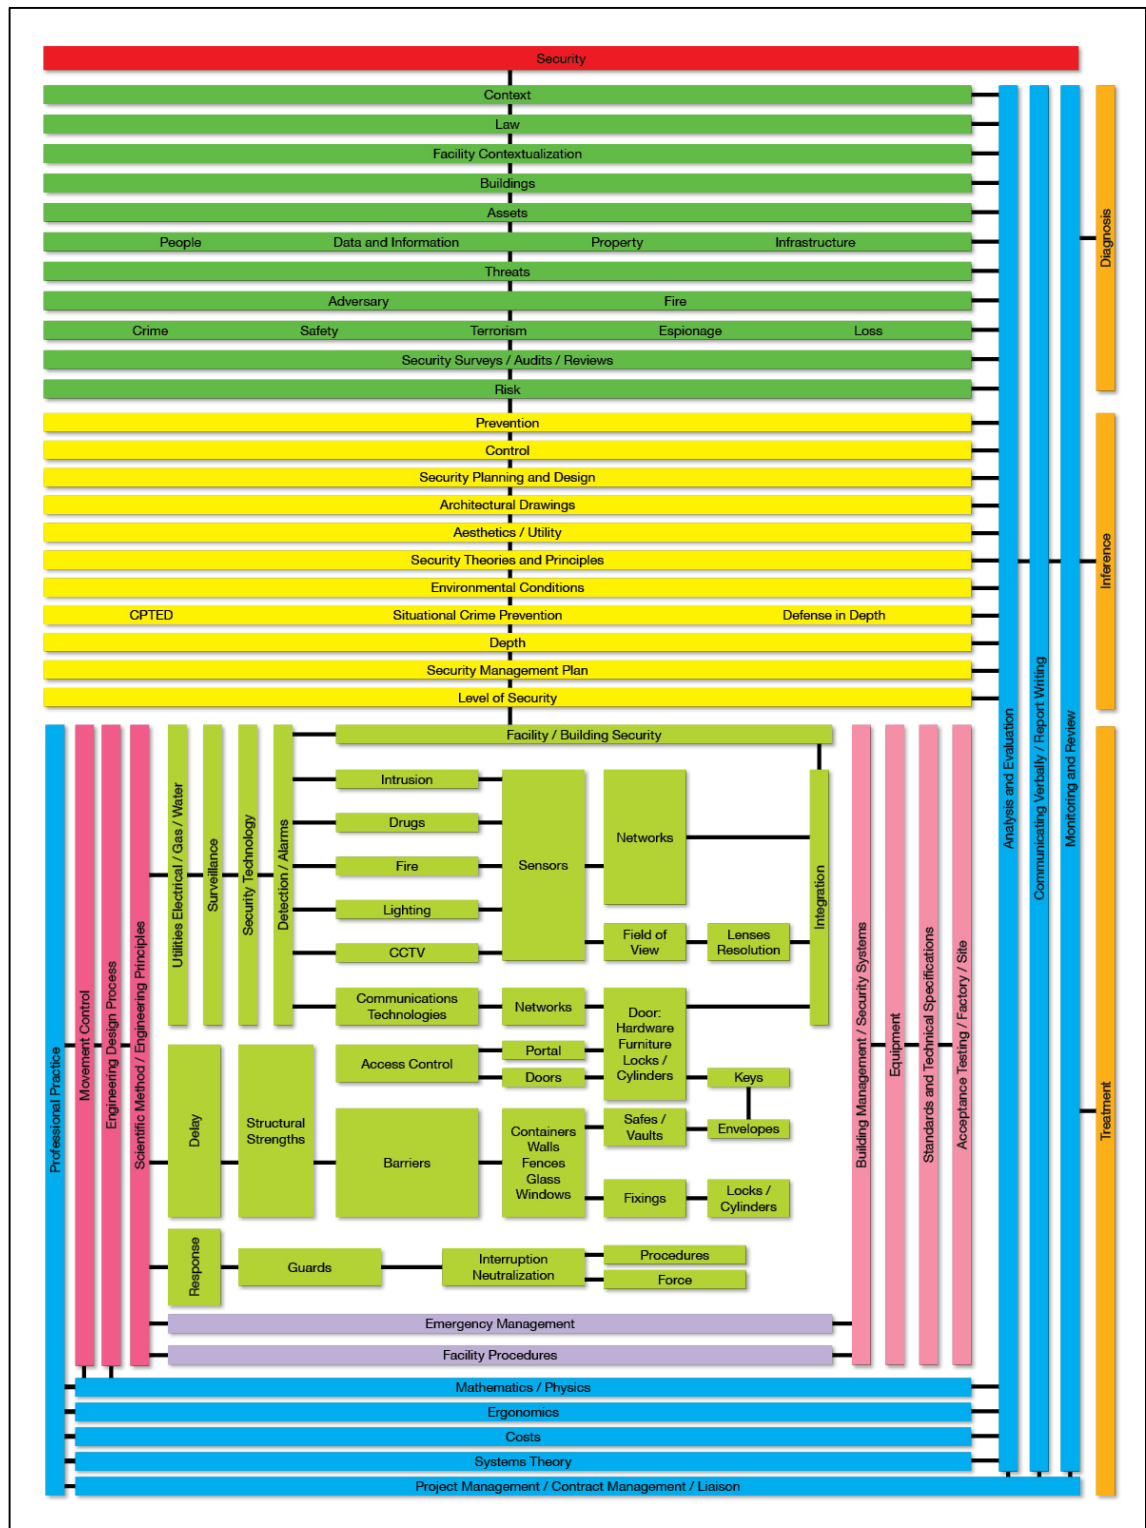 Security
Context
Law
Facility Contextualization
Buildings
Assets
People Data and Information Property Infrastructure
Threats
Adversary Fire
Crime Safety Terrorism Espionage Loss
Security Surveys / Audits / Reviews
Risk
Prevention
Control
Security Planning and Design
Architectural Drawings
Aesthetics / Utility
Security Theories and Principles
Environmental Conditions
CPTED Situational Crime Prevention Defense in Depth
Depth
Security Management Plan
Level of Security
Professional Practice
Movement Control
Engineering Design Process
Scientific Method / Engineering Principles
Utilities Electrical / Gas / Water
Surveillance
Security Technology
Detection / Alarms
Facility / Building Security
Intrusion
Drugs
Fire
Lighting
CCTV
Sensors
Networks
Field of
View
Lenses
Resolution
Integration
Communications
Technologies
Networks
Door:
Hardware
Furniture
Locks /
Cylinders
Access Control
Portal
Doors
Keys
Delay
Structural
Strengths
Barriers
Containers
Walls
Fences
Glass
Windows
Safes /
Vaults
Envelopes
Fixings
Locks /
Cylinders
Response
Guards
Interruption
Neutralization
Procedures
Force
Emergency Management
Facility Procedures
Building Management / Security Systems
Equipment
Standards and Technical Specifications
Acceptance Testing / Factory / Site
Analysis and Evaluation
Communicating Verbally / Report Writing
Monitoring and Review
Diagnosis
Inference
Treatment
Mathematics / Physics
Ergonomics
Costs
Systems Theory
Project Management / Contract Management / Liaison